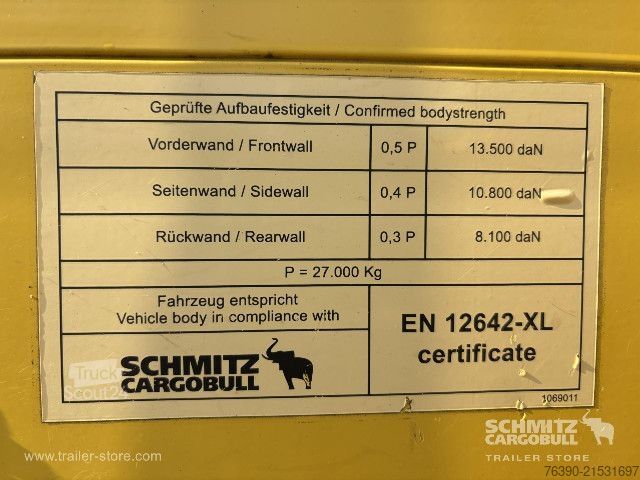 Geprüfte Aufbaufestigkeit / Confirmed bodystrength
Vorderwand / Frontwall 0,5 P 13.500 daN
Seitenwand / Sidewall 0,4 P 10.800 daN
Rückwand / Rearwall 0,3 P 8.100 daN
P = 27.000 Kg
Fahrzeug entspricht
Vehicle body in compliance with
EN 12642-XL
certificate
SCHMITZ
CARGOBULL
Truck
Scout24
1069011
SCHMITZ
CARGOBULL
TRAILER STORE
www.trailer-store.com
76390-21531697